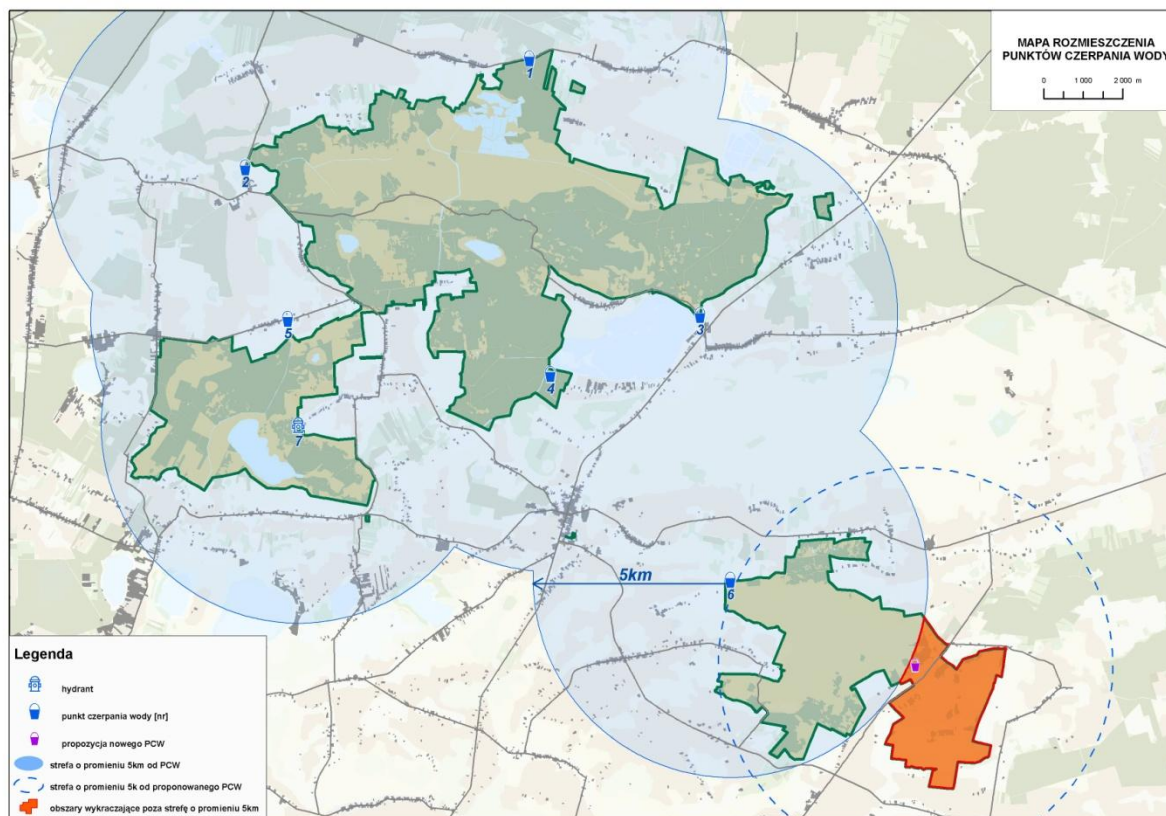 MAPA ROZMIESZCZENIA
PUNKTÓW CZERPANIA WODY
0 1 000 2 000 m
1
2
3
5
4
7
5km
6
Legenda
hydrant
punkt czerpania wody [nr]
propozycja nowego PCW
strefa o promieniu 5km od PCW
strefa o promieniu 5k od proponowanego PCW
obszary wykraczające poza strefę o promieniu 5km